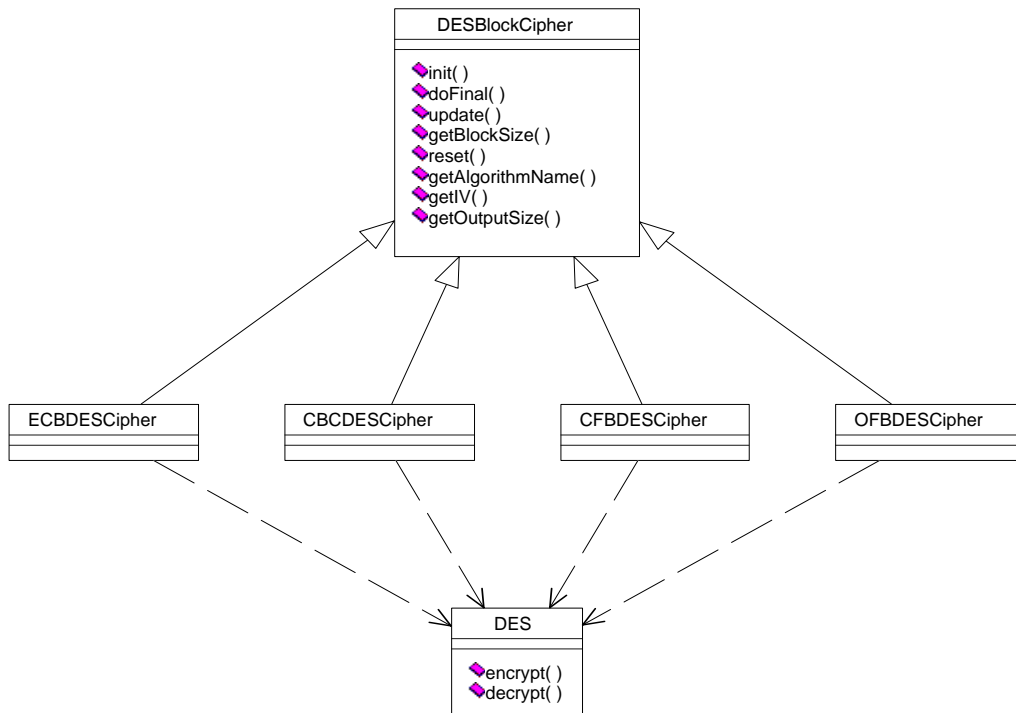 DESBlockCipher
init( )
doFinal( )
update( )
getBlockSize( )
reset( )
getAlgorithmName( )
getIV( )
getOutputSize( )
ECBDESCipher
CBCDESCipher
CFBDESCipher
OFBDESCipher
DES
encrypt( )
decrypt( )